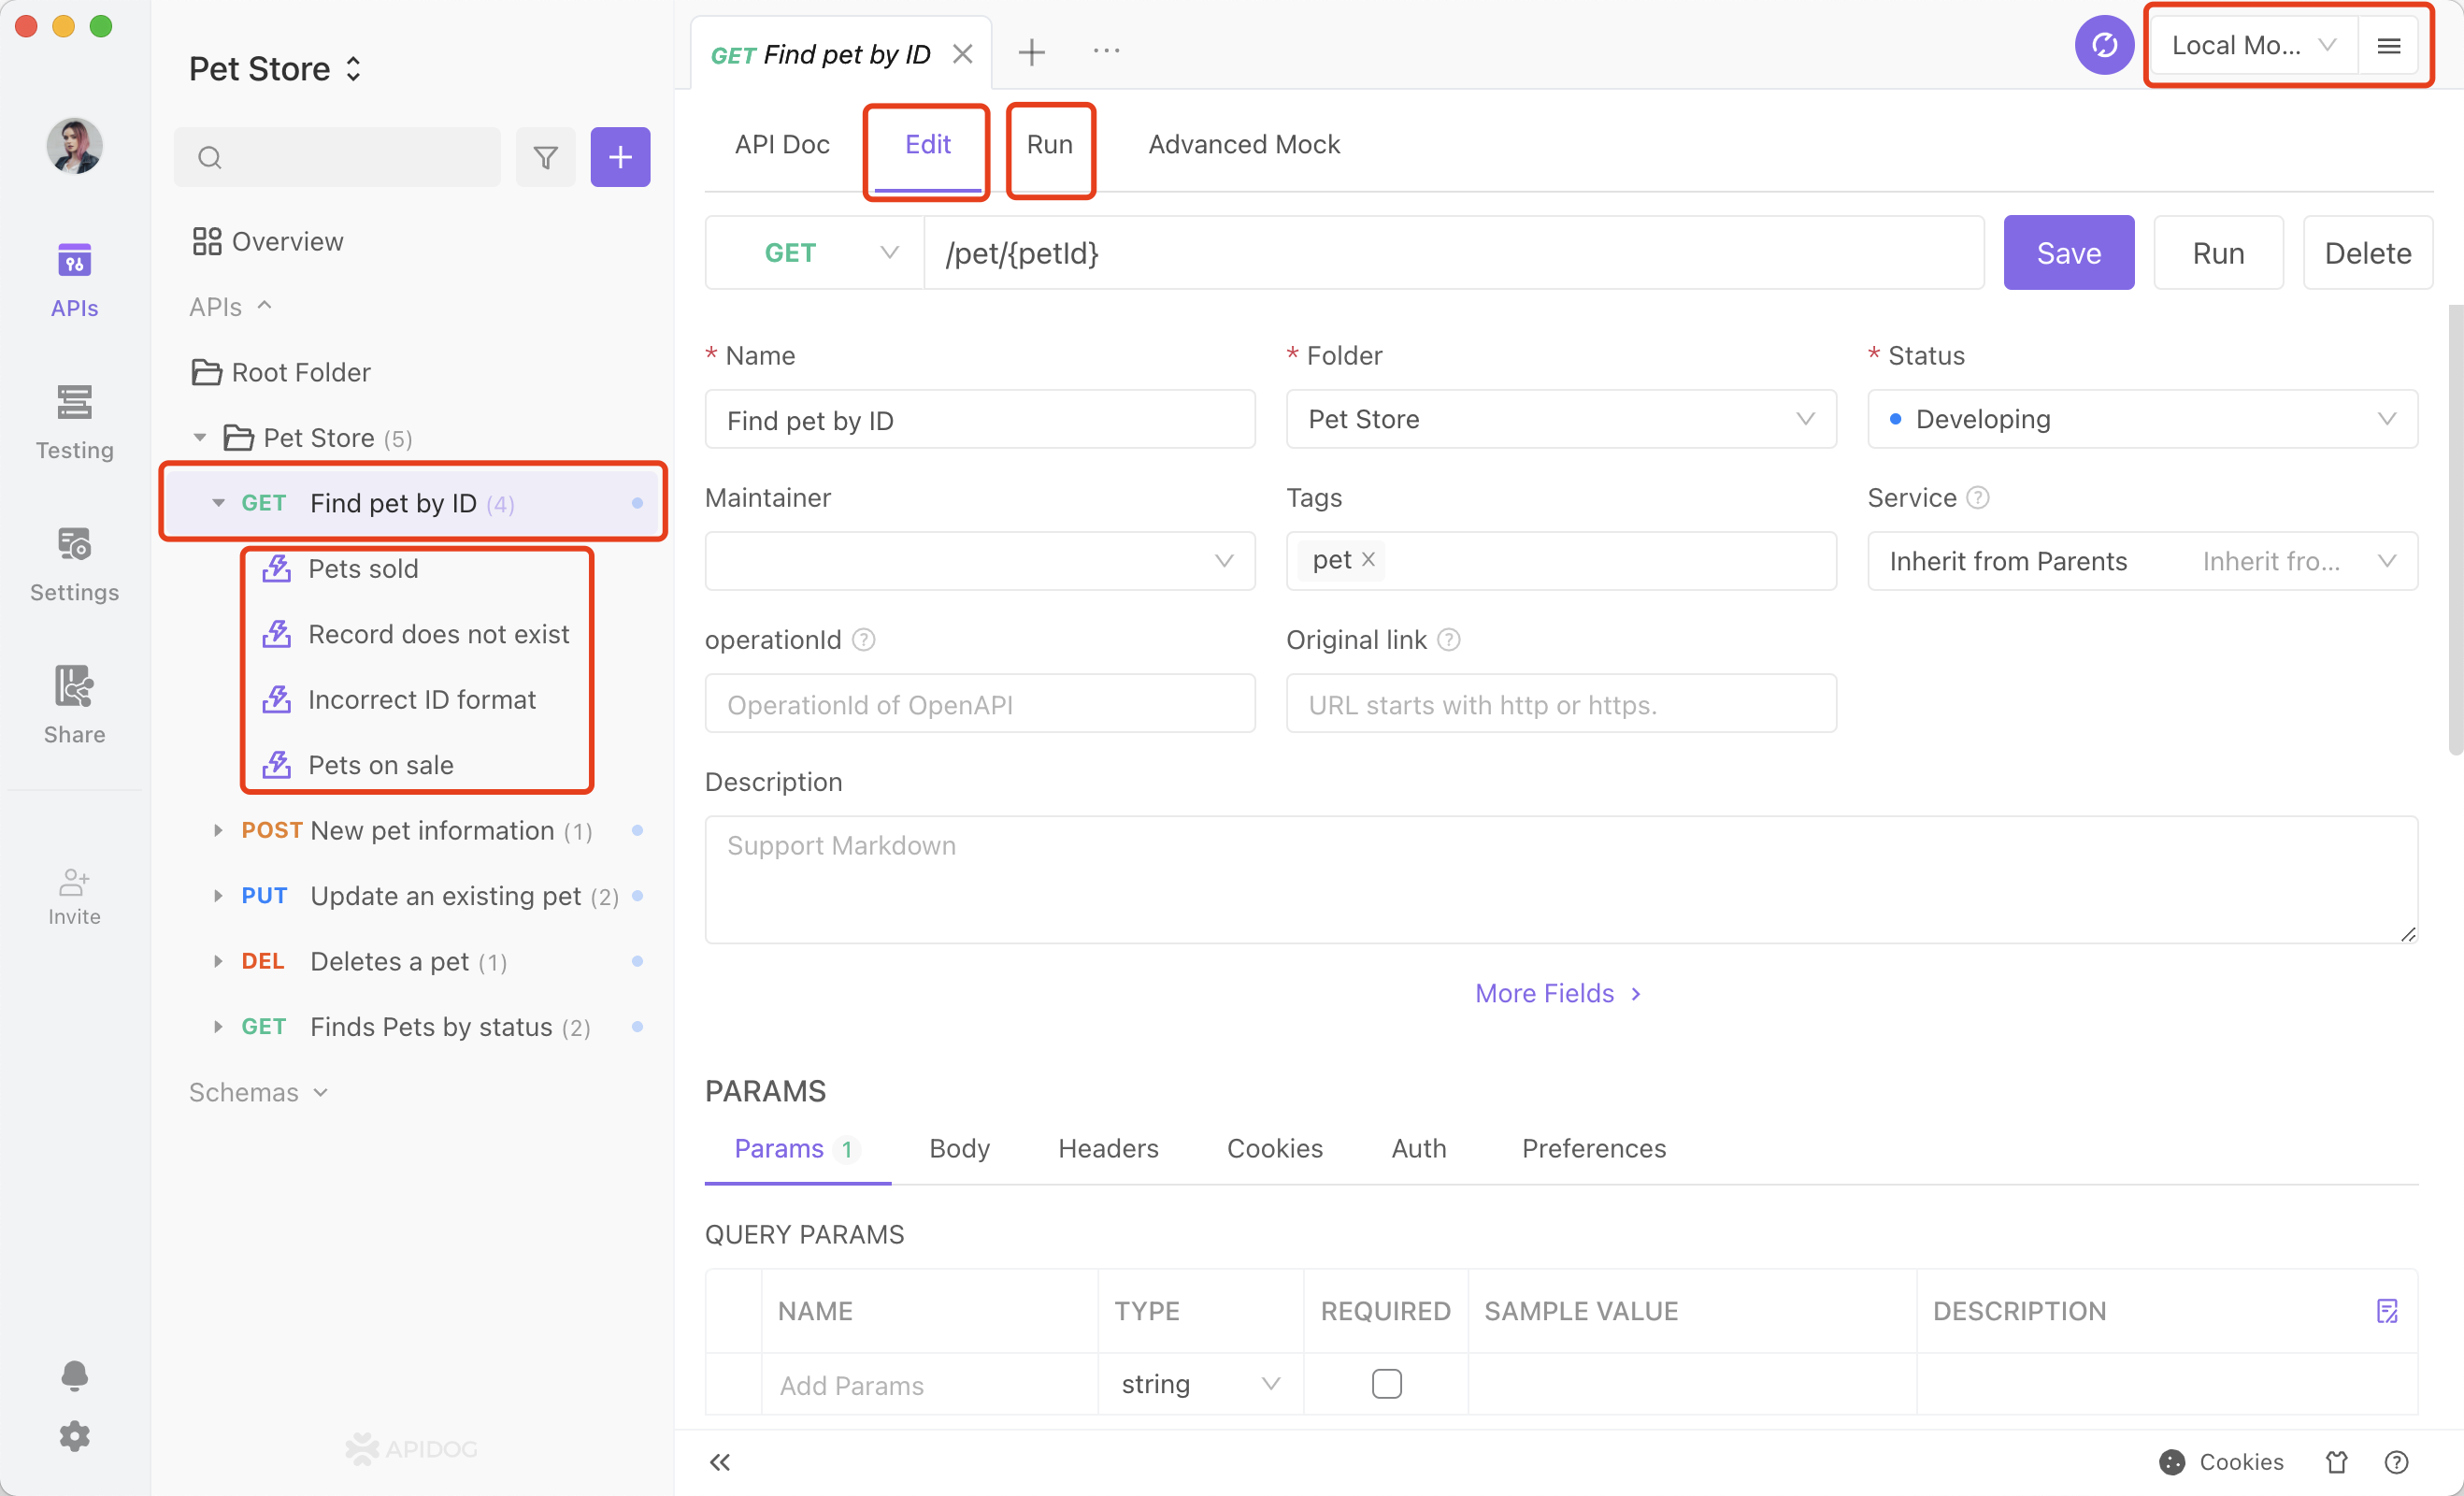 Pet Store
GET Find pet by ID
Local Mo...
API Doc
Edit
Run
Advanced Mock
GET
/pet/{petId}
Save
Run
Delete
APIs
Testing
Settings
Share
Invite
Overview
APIs
Root Folder
Pet Store (5)
GET Find pet by ID (4)
Pets sold
Record does not exist
Incorrect ID format
Pets on sale
POST New pet information (1)
PUT Update an existing pet (2)
DEL Deletes a pet (1)
GET Finds Pets by status (2)
Schemas
APIDOG
* Name
* Folder
* Status
Find pet by ID
Pet Store
Developing
Maintainer
Tags
Service ?
pet
Inherit from Parents Inherit fro...
operationId ?
Original link ?
OperationId of OpenAPI
URL starts with http or https.
Description
Support Markdown
More Fields
PARAMS
Params 1
Body
Headers
Cookies
Auth
Preferences
QUERY PARAMS
NAME
TYPE
REQUIRED
SAMPLE VALUE
DESCRIPTION
Add Params
string
Cookies
?